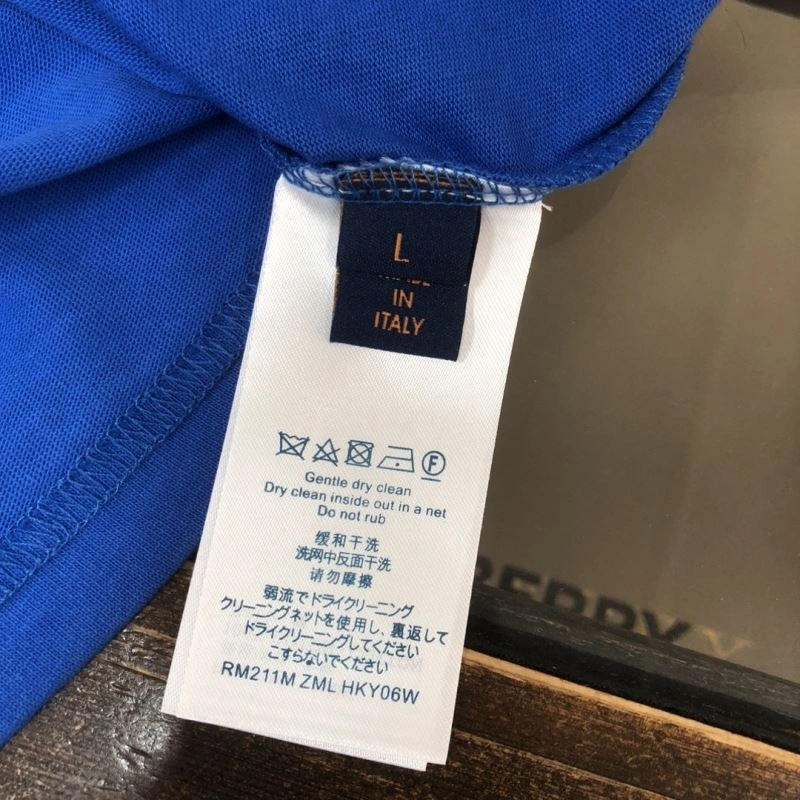 L
IN
ITALY
F
Gentle dry clean
Dry clean inside out in a net
Do not rub
缓和干洗
洗网中反面干洗
请勿摩擦
弱流でドライクリーニング
クリーニングネットを使用し、裏返して
ドライクリーニングしてください
こすらないでください
RM211M ZML HKY06W